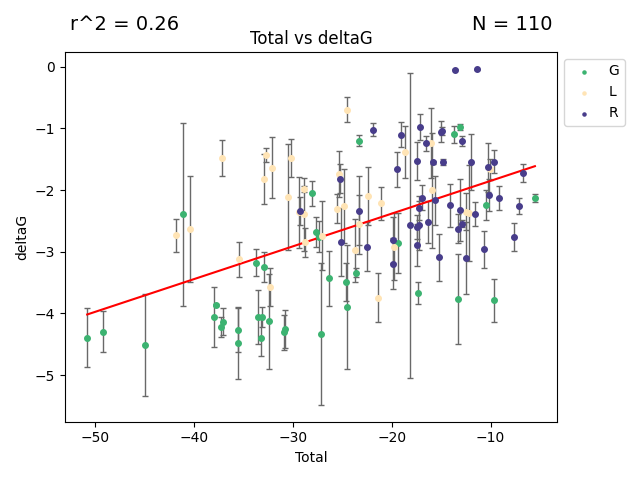 r^2 = 0.26
N = 110
Total vs deltaG
G
L
R
deltaG
0
−1
−2
−3
−4
−5
−50
−40
−30
−20
−10
Total